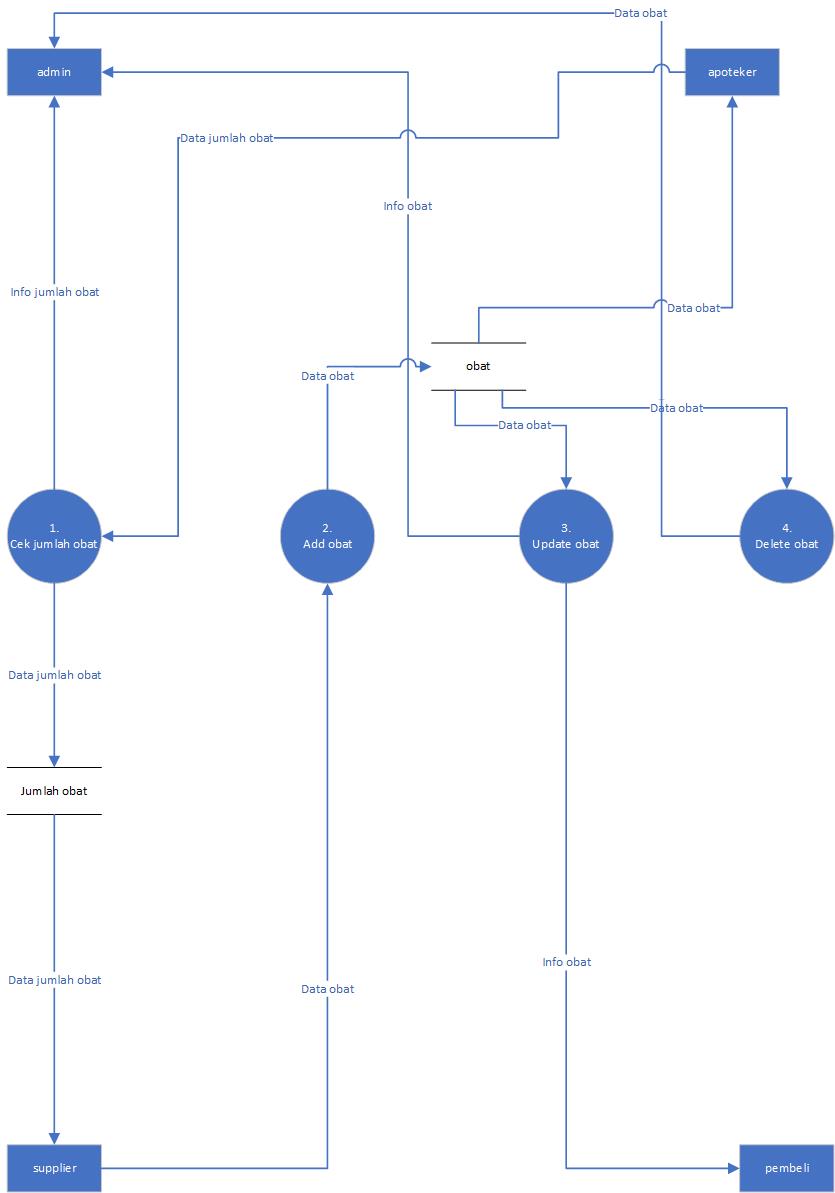 Data obat
admin
apoteker
Data jumlah obat
Info obat
Info jumlah obat
Data obat
obat
Data obat
Data obat
Data obat
1.
Cek jumlah obat
2.
Add obat
3.
Update obat
4.
Delete obat
Data jumlah obat
Jumlah obat
Info obat
Data jumlah obat
Data obat
supplier
pembeli